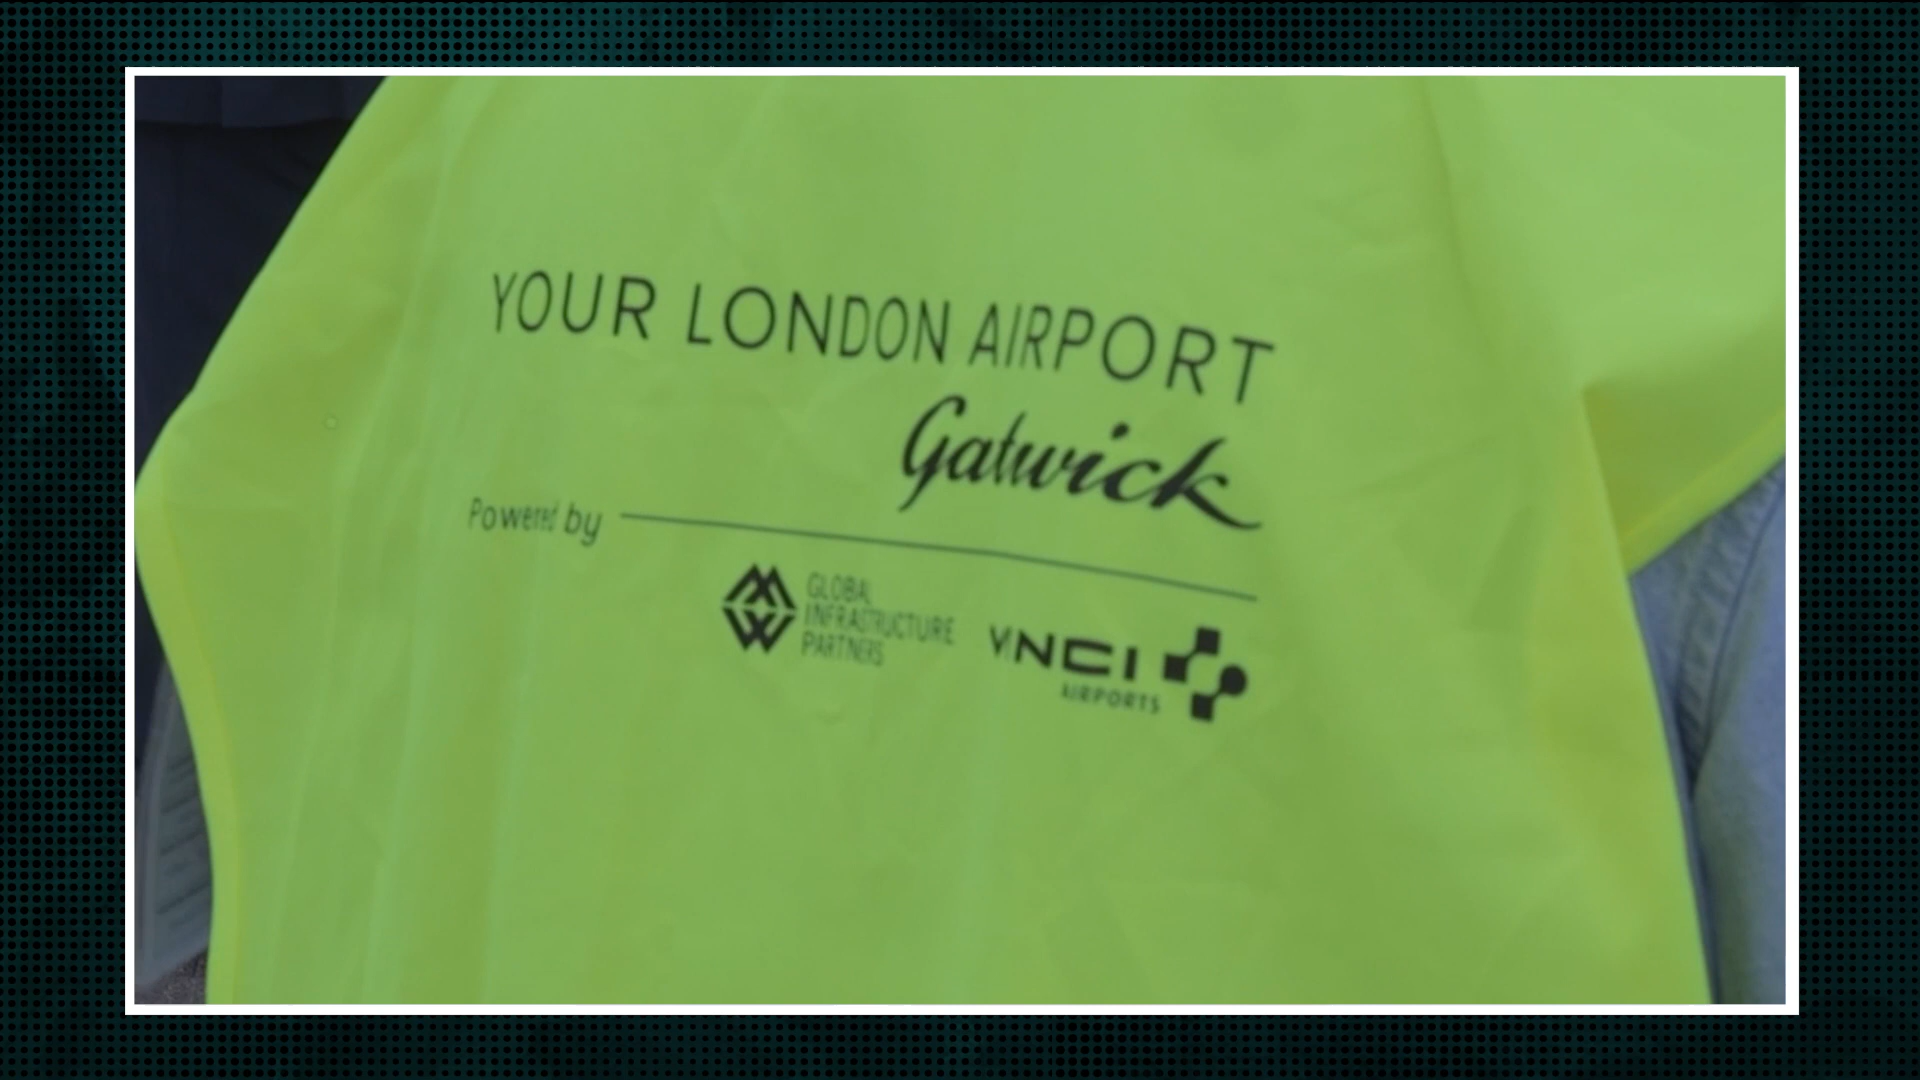 YOUR LONDON AIRPORT
Gatwick
Powered by
GLOBAL
INFRASTRUCTURE
PARTNERS
VINCI
AIRPORTS